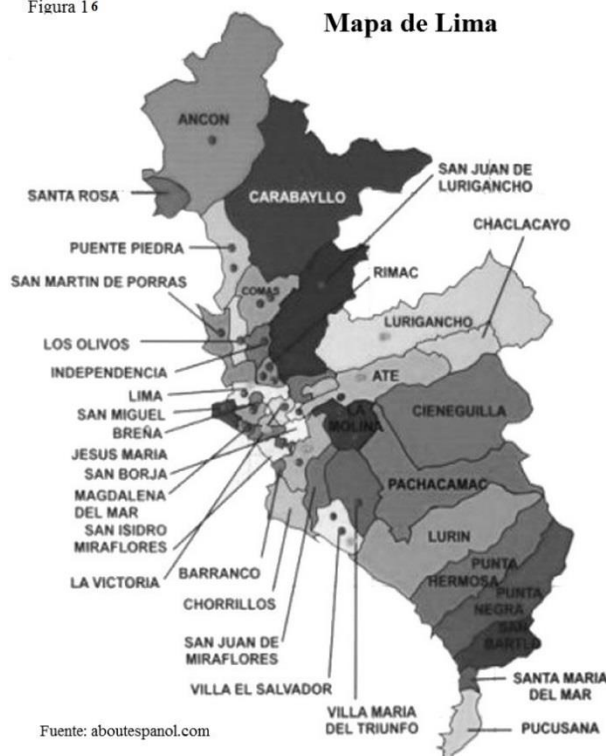 Figura 16
Mapa de Lima
ANCON
SANTA ROSA
CARABAYLLO
SAN JUAN DE
LURIGANCHO
CHACLACAYO
PUENTE PIEDRA
SAN MARTIN DE PORRAS
COMAS
RIMAC
LURIGANCHO
LOS OLIVOS
INDEPENDENCIA
ATE
LIMA
SAN MIGUEL
BREÑA
LA
MOLINA
CIENEGUILLA
JESUS MARIA
SAN BORJA
MAGDALENA
DEL MAR
SAN ISIDRO
MIRAFLORES
PACHACAMAC
LURIN
LA VICTORIA
BARRANCO
CHORRILLOS
PUNTA
HERMOSA
PUNTA
NEGRA
SAN
BARTLO
SAN JUAN DE
MIRAFLORES
VILLA EL SALVADOR
VILLA MARIA
DEL TRIUNFO
SANTA MARIA
DEL MAR
PUCUSANA
Fuente: aboutespanol.com